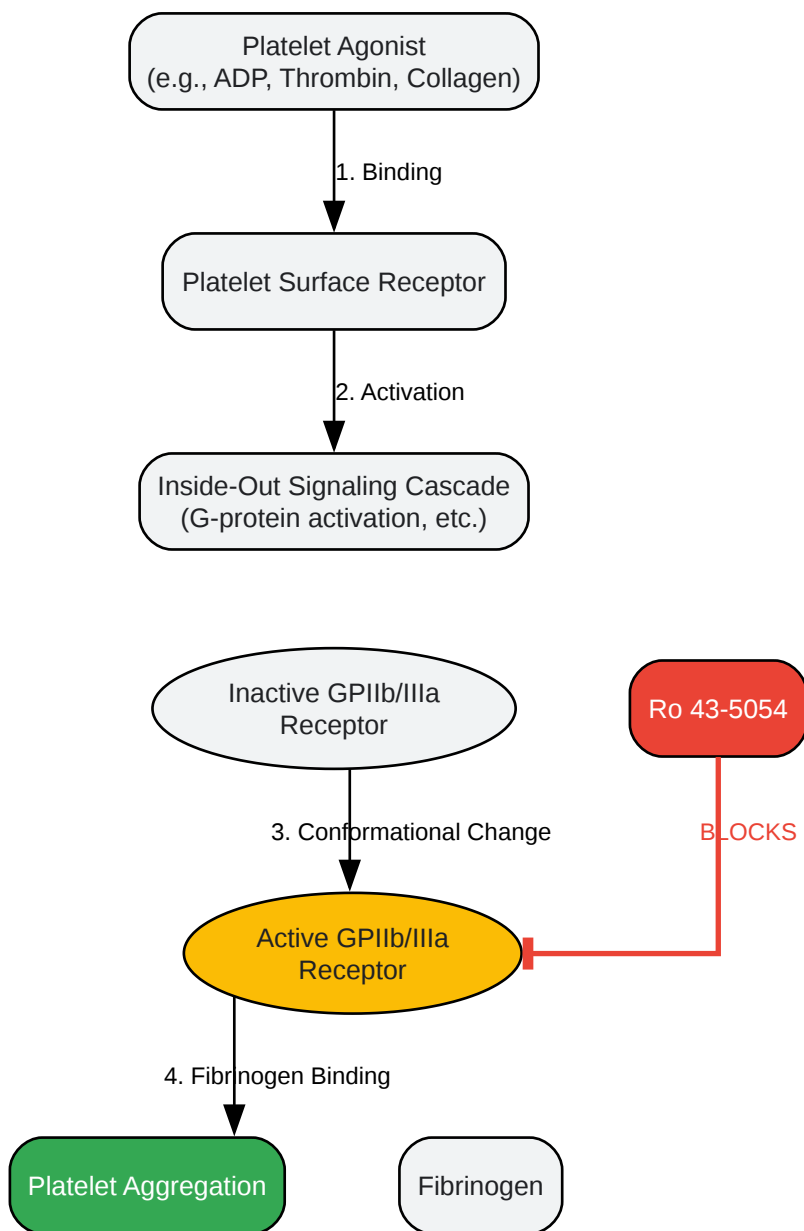 Platelet Agonist
(e.g., ADP, Thrombin, Collagen)
1. Binding
Platelet Surface Receptor
2. Activation
Inside-Out Signaling Cascade
(G-protein activation, etc.)
Inactive GPIIb/IIIa
Receptor
Ro 43-5054
3. Conformational Change
BLOCKS
Active GPIIb/IIIa
Receptor
4. Fibrinogen Binding
Platelet Aggregation
Fibrinogen